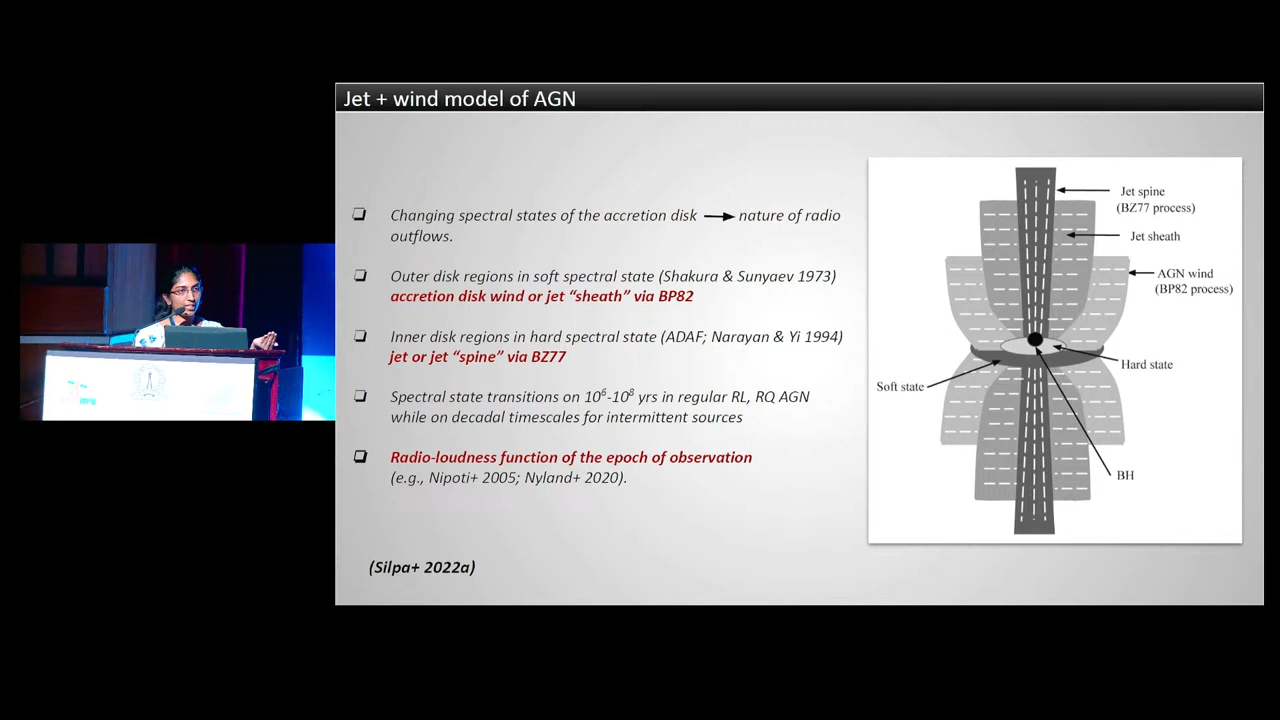 Jet + wind model of AGN
❑ Changing spectral states of the accretion disk → nature of radio
outflows.
❑ Outer disk regions in soft spectral state (Shakura & Sunyaev 1973)
accretion disk wind or jet “sheath” via BP82
❑ Inner disk regions in hard spectral state (ADAF; Narayan & Yi 1994)
jet or jet “spine” via BZ77
❑ Spectral state transitions on 10⁶-10⁸ yrs in regular RL, RQ AGN
while on decadal timescales for intermittent sources
❑ Radio-loudness function of the epoch of observation
(e.g., Nipoti+ 2005; Nyland+ 2020).
(Silpa+ 2022a)
Jet spine
(BZ77 process)
Jet sheath
AGN wind
(BP82 process)
Hard state
Soft state
BH